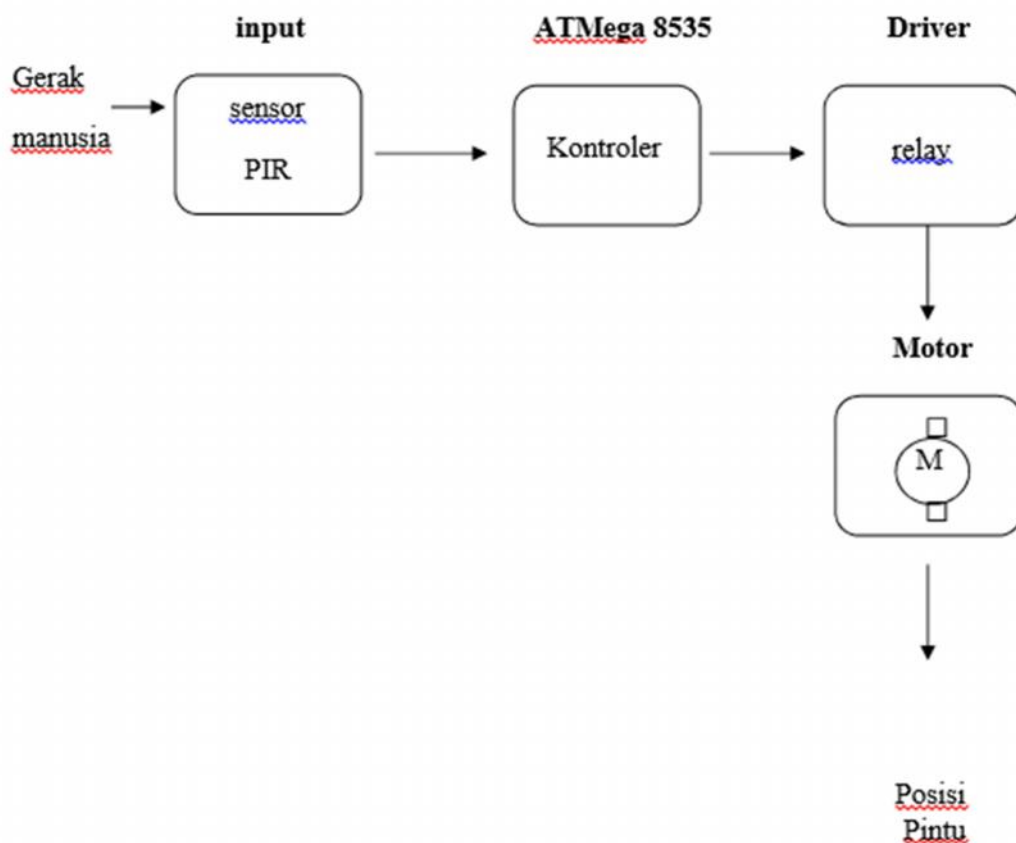 input
ATMega 8535
Driver
Gerak
manusia
sensor
PIR
Kontroler
relay
Motor
M
Posisi
Pintu